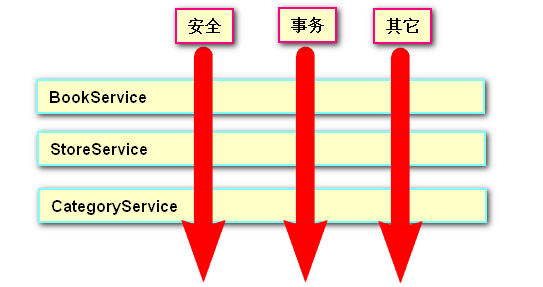 安全 事务 其它
BookService
StoreService
CategoryService